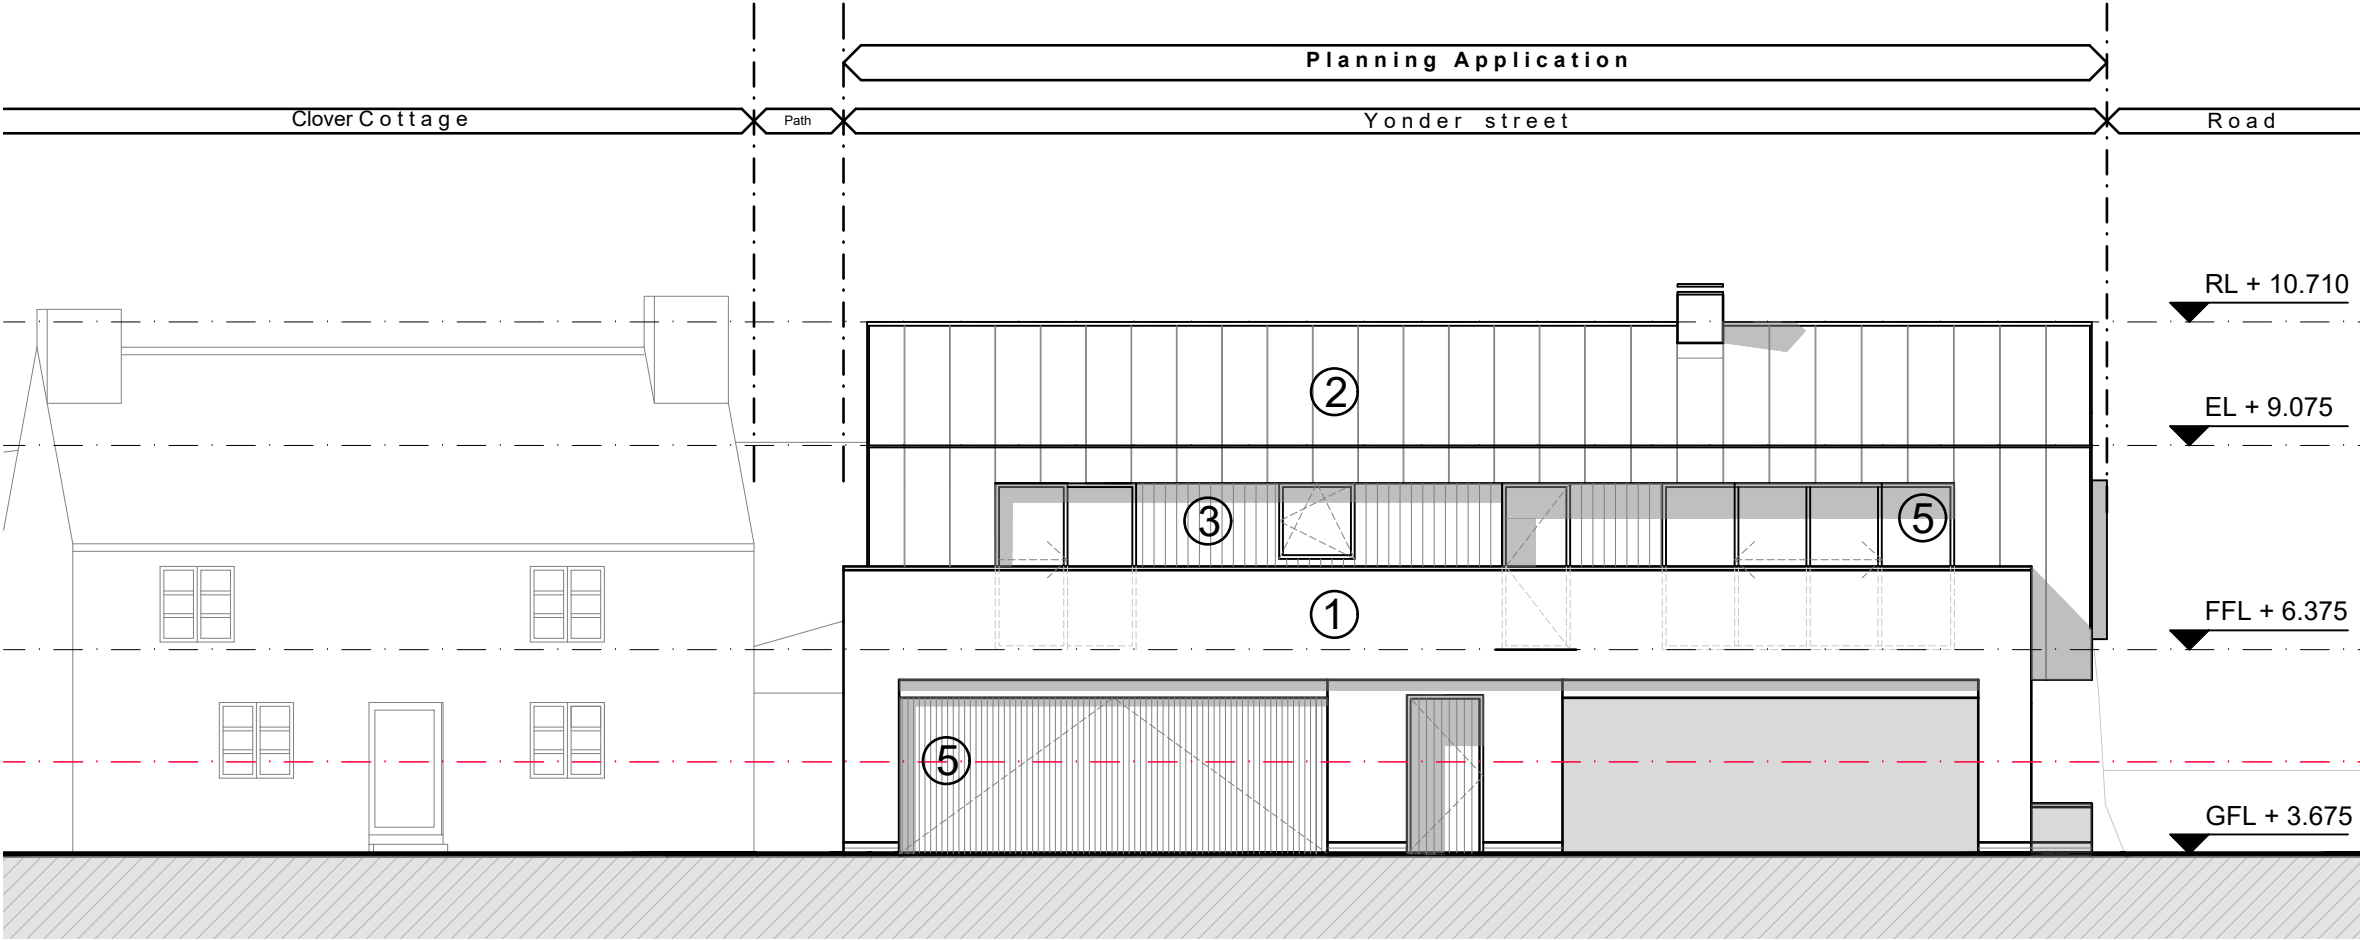 Planning Application
Clover Cottage
Path
Yonder street
Road
RL + 10.710
2
EL + 9.075
3
5
1
FFL + 6.375
5
GFL + 3.675